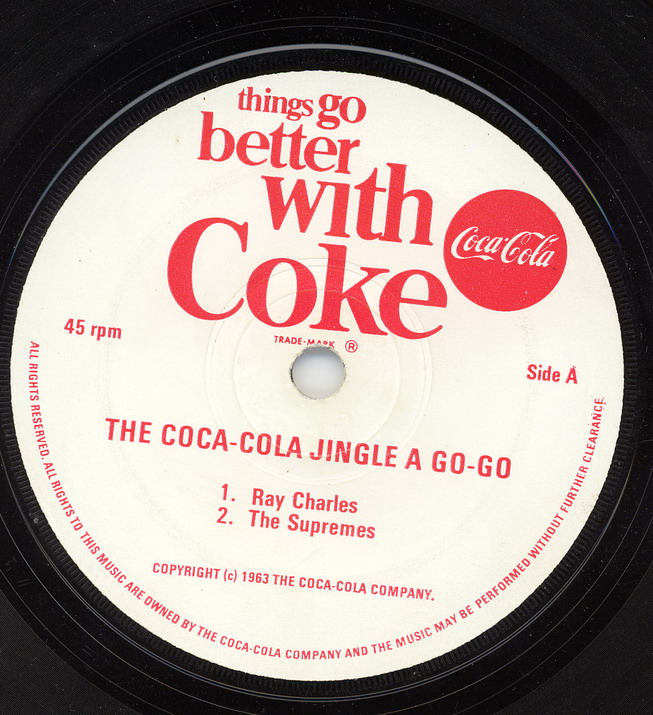 things go
better
with
Coke
Coca-Cola
TRADE-MARK ®
45 rpm
Side A
THE COCA-COLA JINGLE A GO-GO
1. Ray Charles
2. The Supremes
COPYRIGHT (c) 1963 THE COCA-COLA COMPANY.
ALL RIGHTS RESERVED. ALL RIGHTS TO THIS MUSIC ARE OWNED BY THE COCA-COLA COMPANY AND THE MUSIC MAY BE PERFORMED WITHOUT FURTHER CLEARANCE.